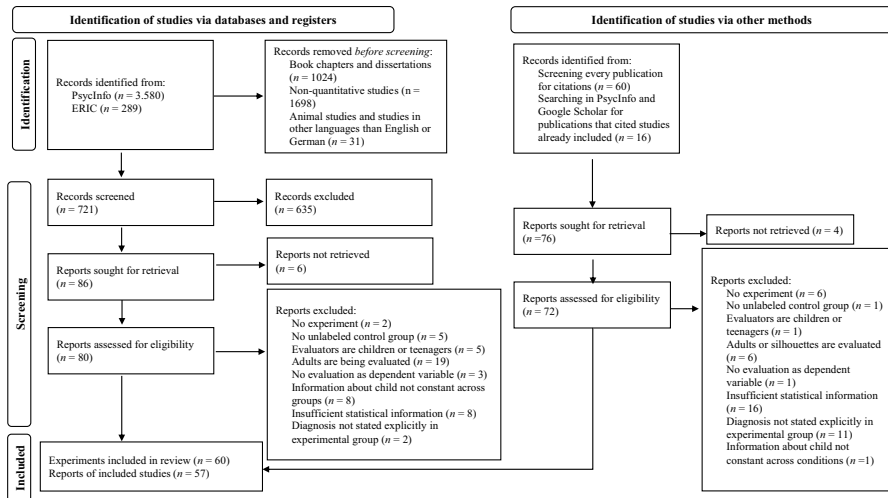 Identification of studies via databases and registers
Identification of studies via other methods
Identification
Records identified from:
PsycInfo (n = 3.580)
ERIC (n = 289)
Records removed before screening:
Book chapters and dissertations
(n = 1024)
Non-quantitative studies (n =
1698)
Animal studies and studies in
other languages than English or
German (n = 31)
Records identified from:
Screening every publication
for citations (n = 60)
Searching in PsycInfo and
Google Scholar for
publications that cited studies
already included (n = 16)
Screening
Records screened
(n = 721)
Records excluded
(n = 635)
Reports sought for retrieval
(n = 86)
Reports not retrieved
(n = 6)
Reports sought for retrieval
(n =76)
Reports not retrieved (n = 4)
Reports assessed for eligibility
(n = 80)
Reports excluded:
No experiment (n = 2)
No unlabeled control group (n = 5)
Evaluators are children or teenagers (n = 5)
Adults are being evaluated (n = 19)
No evaluation as dependent variable (n = 3)
Information about child not constant across
groups (n = 8)
Insufficient statistical information (n = 8)
Diagnosis not stated explicitly in
experimental group (n = 2)
Reports assessed for eligibility
(n = 72)
Reports excluded:
No experiment (n = 6)
No unlabeled control group (n = 1)
Evaluators are children or
teenagers (n = 1)
Adults or silhouettes are evaluated
(n = 6)
No evaluation as dependent
variable (n = 1)
Insufficient statistical information
(n = 16)
Diagnosis not stated explicitly in
experimental group (n = 11)
Information about child not
constant across conditions (n =1)
Included
Experiments included in review (n = 60)
Reports of included studies (n = 57)